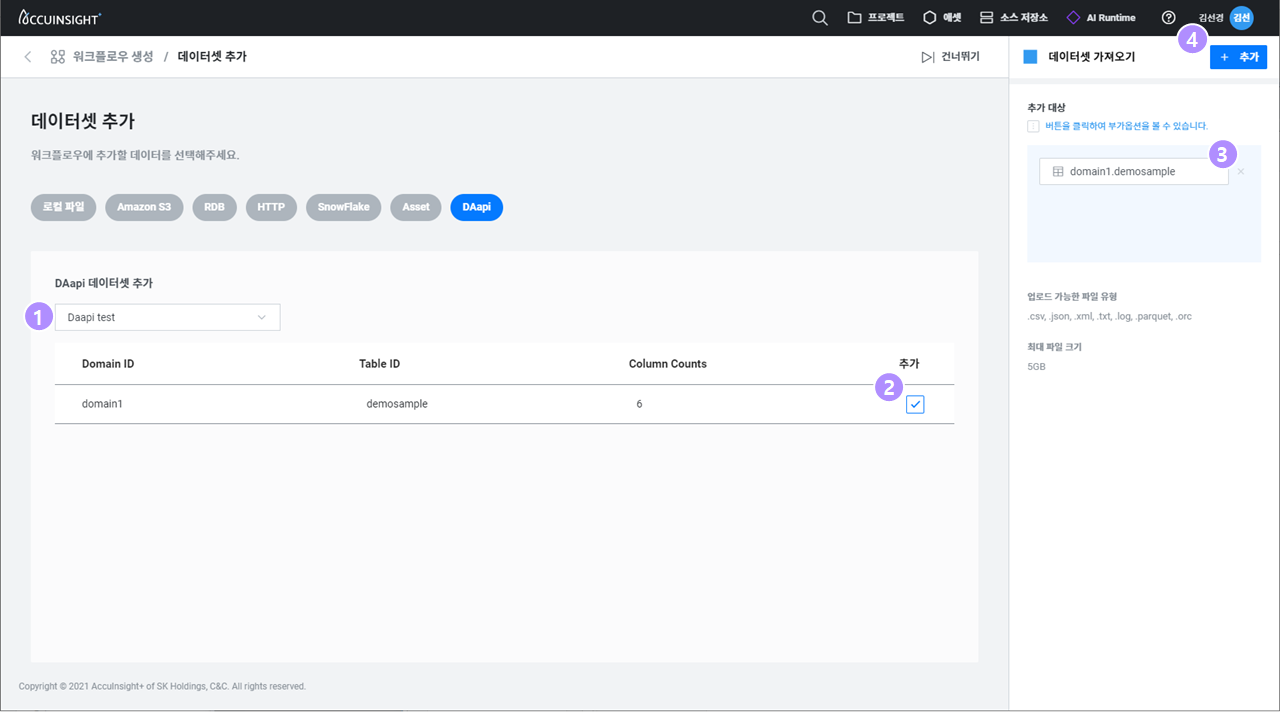 ACCUINSIGHT+
프로젝트 애셋 소스 저장소 AI Runtime ? 김선경 김선
워크플로우 생성 / 데이터셋 추가 건너뛰기
데이터셋 추가
워크플로우에 추가할 데이터를 선택해주세요.
로컬 파일 Amazon S3 RDB HTTP SnowFlake Asset DAapi
DAapi 데이터셋 추가
1 Daapi test
Domain ID Table ID Column Counts 추가
2
domain1 demosample 6
Copyright © 2021 AccuInsight+ of SK Holdings, C&C. All rights reserved.
4
데이터셋 가져오기 + 추가
추가 대상
버튼을 클릭하여 부가옵션을 볼 수 있습니다.
3
domain1.demosample ×
업로드 가능한 파일 유형
.csv, .json, .xml, .txt, .log, .parquet, .orc
최대 파일 크기
5GB